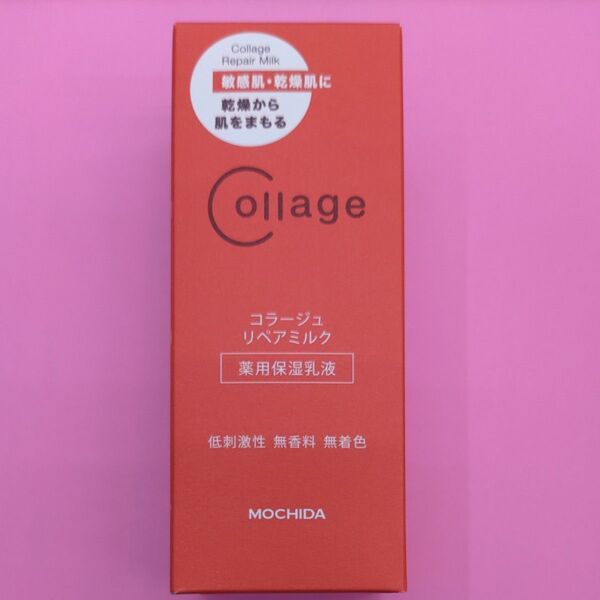 Collage
Repair Milk
敏感肌・乾燥肌に
乾燥から
肌をまもる
Collage
コラージュ
リペアミルク
薬用保湿乳液
低刺激性 無香料 無着色
MOCHIDA